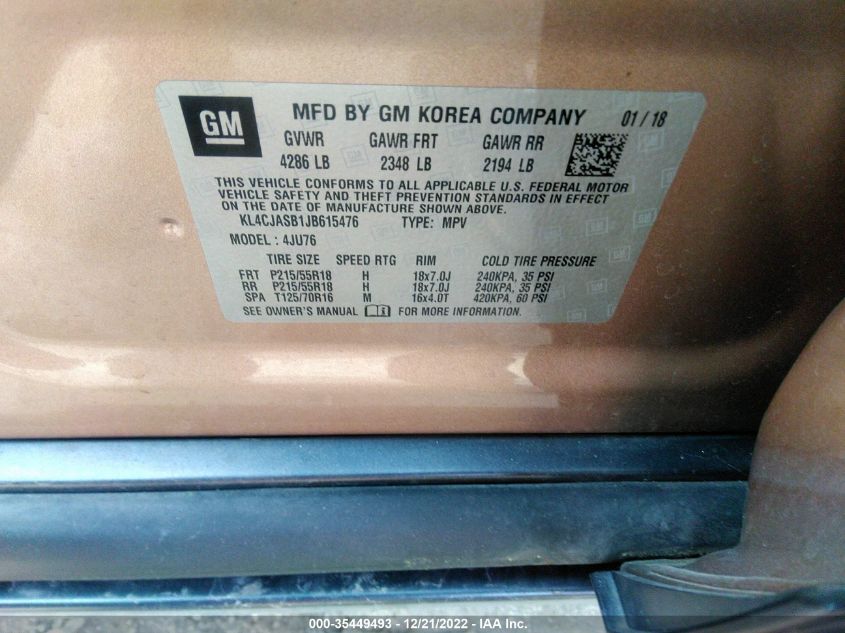 GM MFD BY GM KOREA COMPANY 01 / 18
GVWR GAWR FRT GAWR RR
4286 LB 2348 LB 2194 LB
THIS VEHICLE CONFORMS TO ALL APPLICABLE U.S. FEDERAL MOTOR
VEHICLE SAFETY AND THEFT PREVENTION STANDARDS IN EFFECT
ON THE DATE OF MANUFACTURE SHOWN ABOVE.
KL4CJASB1JB615476 TYPE: MPV
MODEL : 4JU76
TIRE SIZE SPEED RTG RIM COLD TIRE PRESSURE
FRT P215/55R18 H 18x7.0J 240KPA, 35 PSI
RR P215/55R18 H 18x7.0J 240KPA, 35 PSI
SPA T125/70R16 M 16x4.0T 420KPA, 60 PSI
SEE OWNER'S MANUAL FOR MORE INFORMATION.
000-35449493 - 12/21/2022 - IAA Inc.